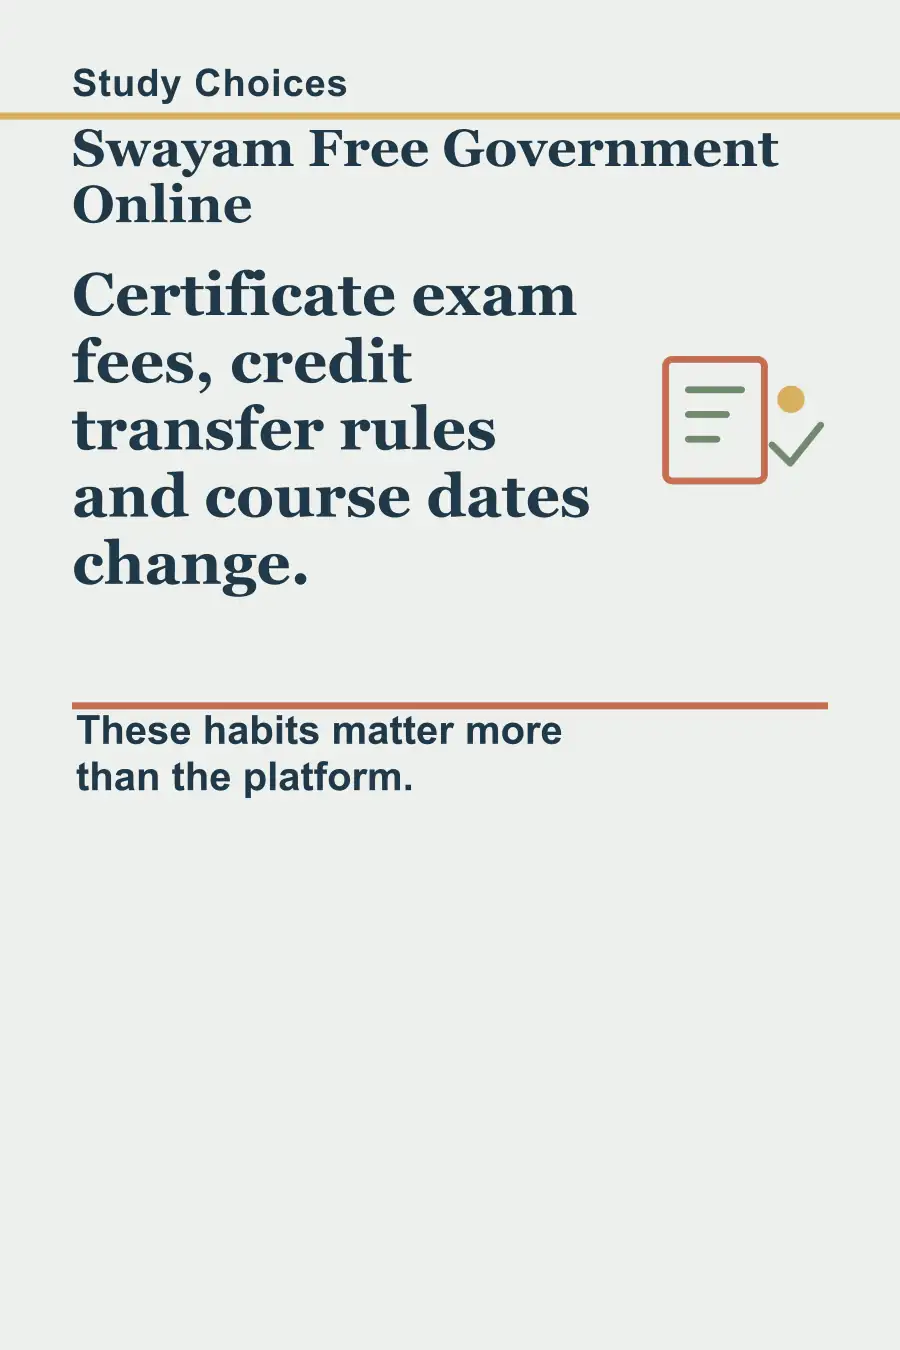 Study Choices
Swayam Free Government
Online
Certificate exam
fees, credit
transfer rules
and course dates
change.
These habits matter more
than the platform.